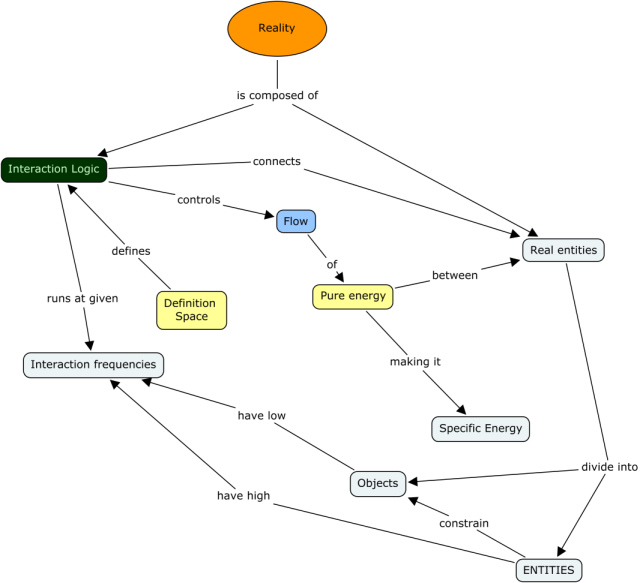 Reality
is composed of
Interaction Logic
connects
controls
Flow
defines
of
Real entities
between
Pure energy
runs at given
Definition
Space
making it
Interaction frequencies
have low
Specific Energy
Objects
divide into
have high
constrain
ENTITIES